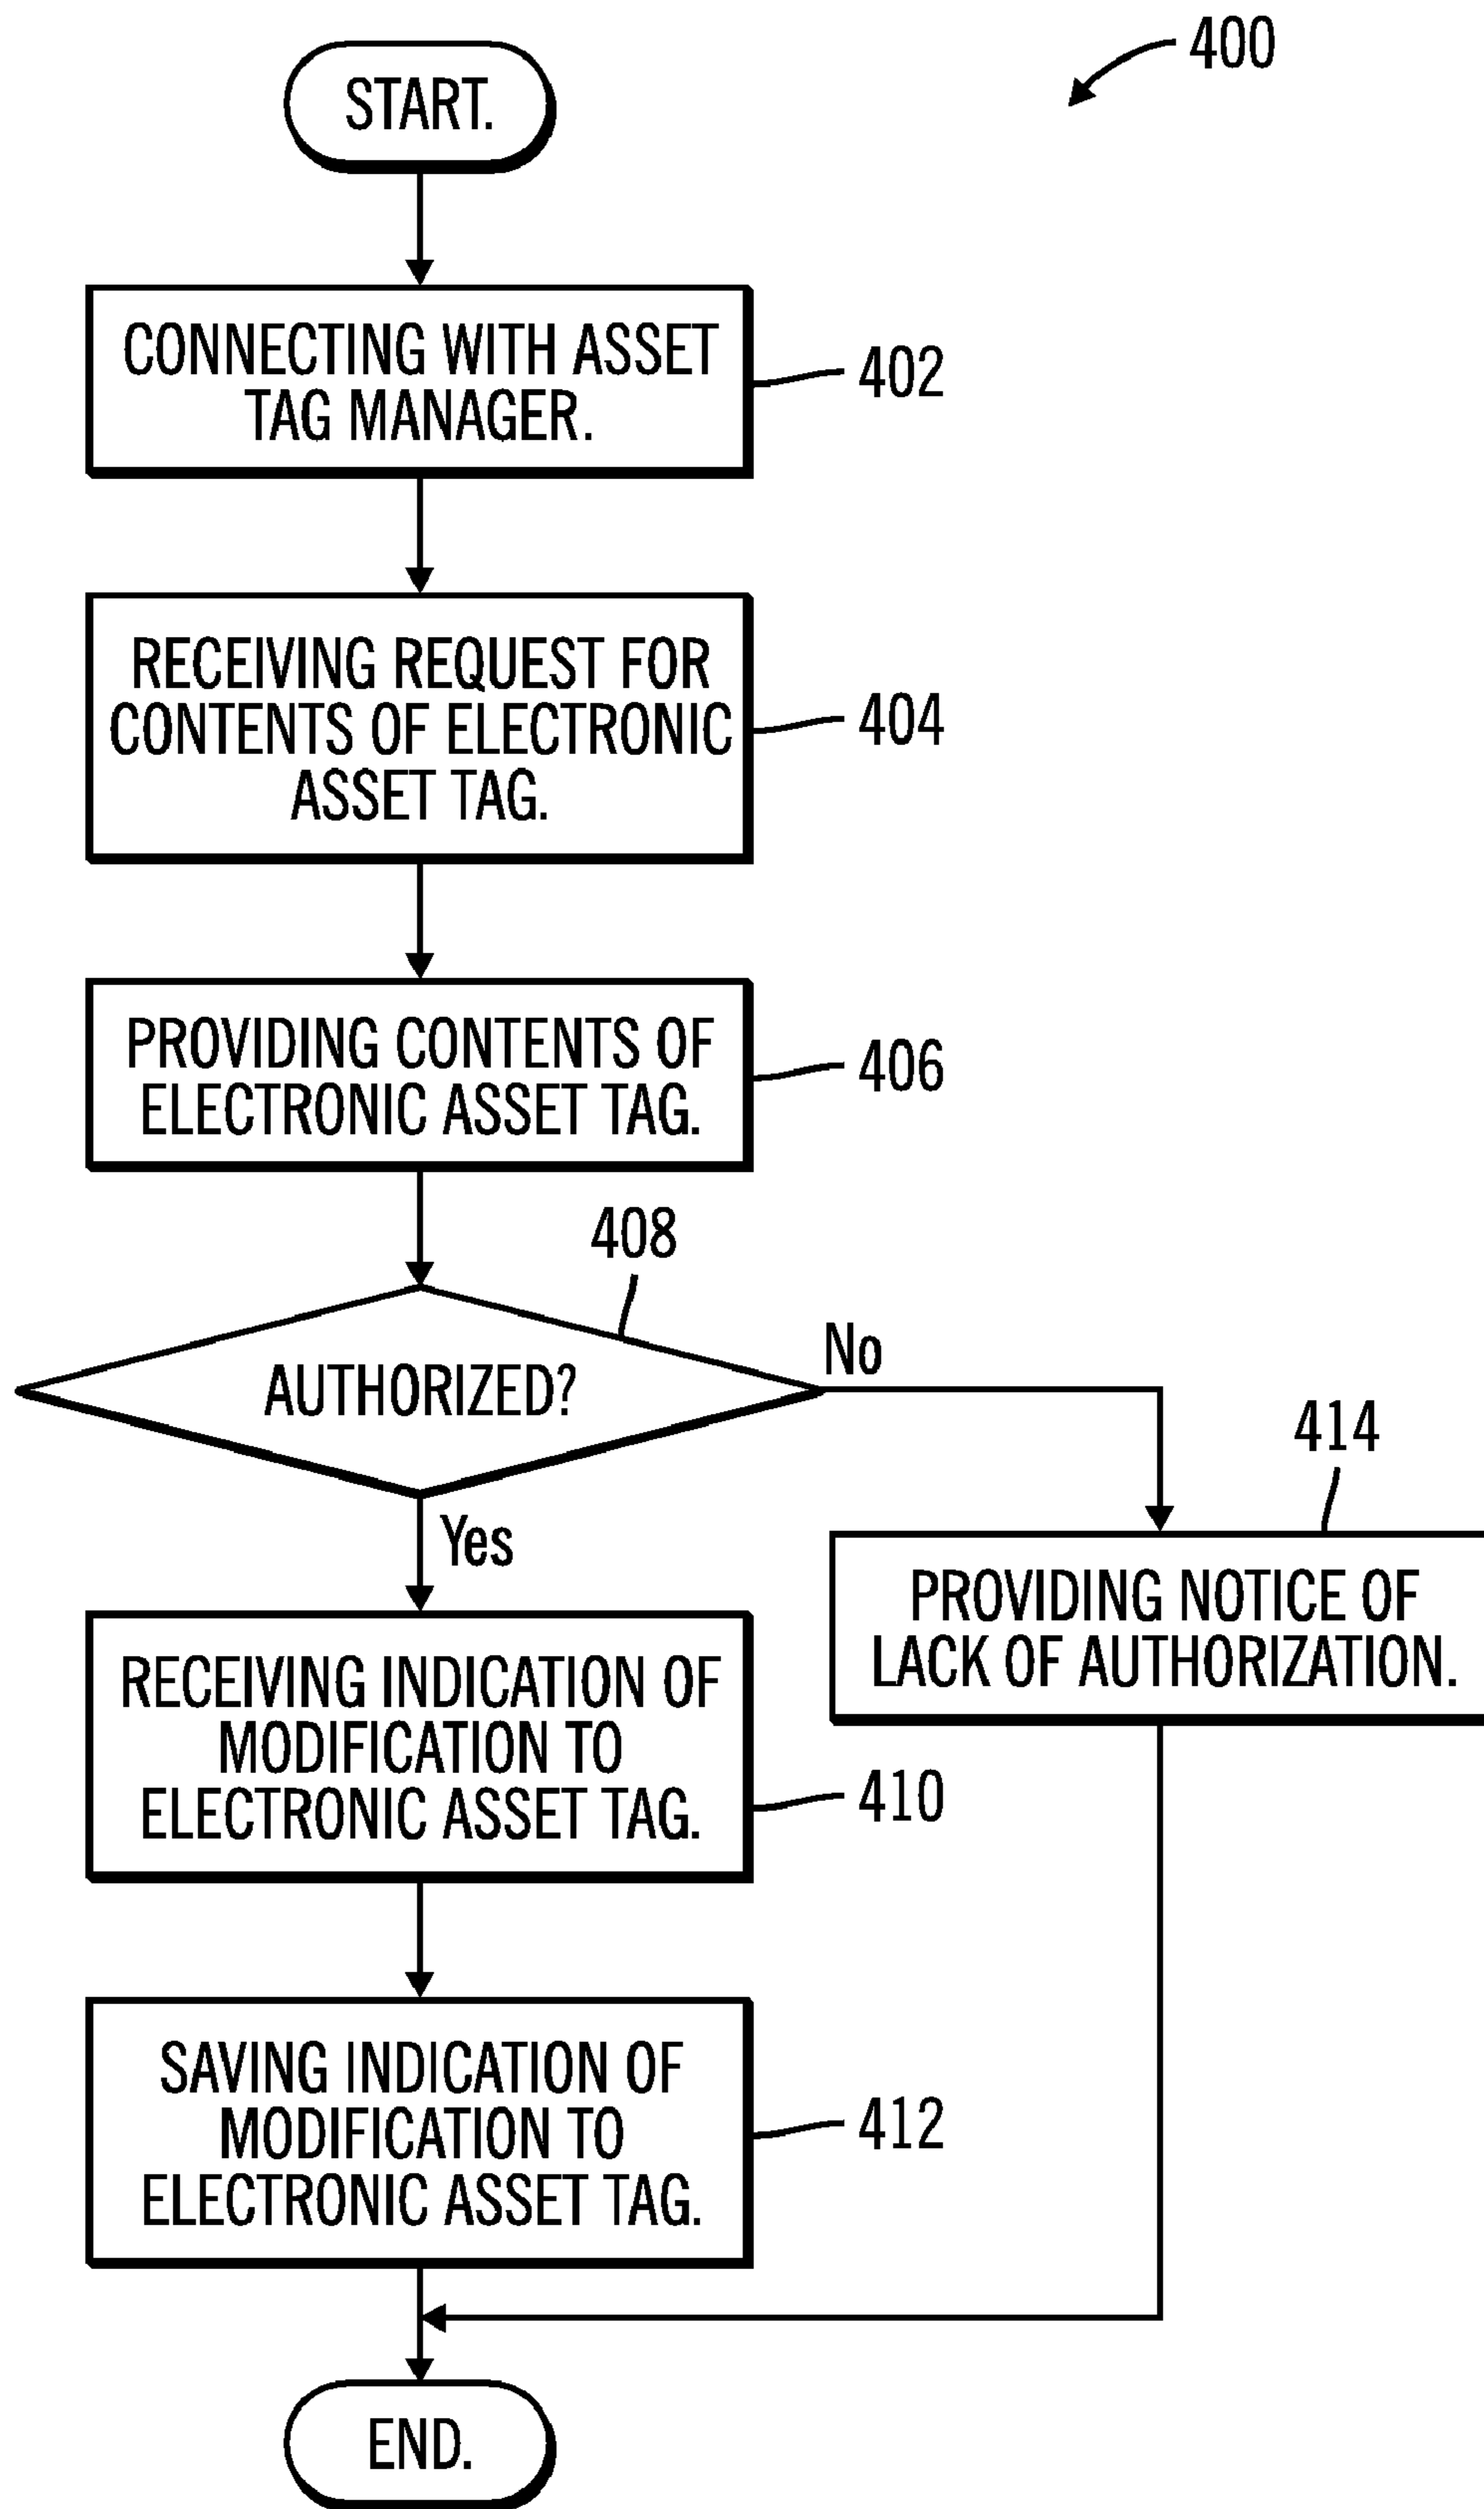 400
START.
CONNECTING WITH ASSET
TAG MANAGER.
402
RECEIVING REQUEST FOR
CONTENTS OF ELECTRONIC
ASSET TAG.
404
PROVIDING CONTENTS OF
ELECTRONIC ASSET TAG.
406
408
AUTHORIZED?
No
Yes
414
PROVIDING NOTICE OF
LACK OF AUTHORIZATION.
RECEIVING INDICATION OF
MODIFICATION TO
ELECTRONIC ASSET TAG.
410
SAVING INDICATION OF
MODIFICATION TO
ELECTRONIC ASSET TAG.
412
END.